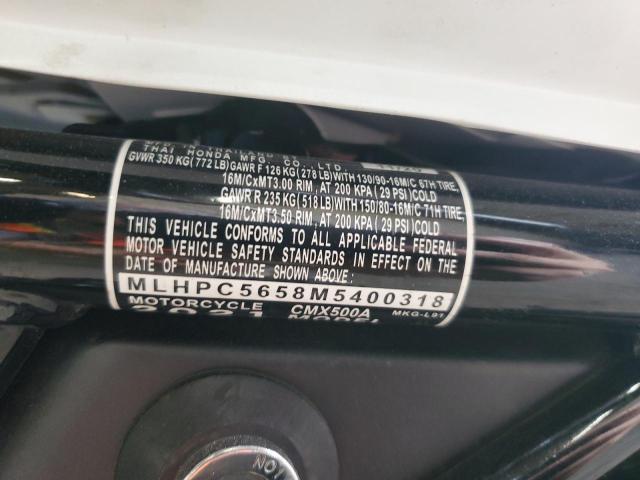 THAI HONDA MFG. CO., LTD.
GVWR 350 KG( 772 LB)GAWR F 126 KG( 278 LB)WITH 130/90-16M/C 67H TIRE,
16M/CxMT3.00 RIM , AT 200 KPA ( 29 PSI)COLD
GAWR R 235 KG( 518 LB)WITH 150/80-16M/C 71H TIRE,
16M/CxMT3.50 RIM , AT 200 KPA ( 29 PSI)COLD
THIS VEHICLE CONFORMS TO ALL APPLICABLE FEDERAL
MOTOR VEHICLE SAFETY STANDARDS IN EFFECT ON THE
DATE OF MANUFACTURE SHOWN ABOVE:
MLHPC5658M5400318
MOTORCYCLE CMX500A
2021 MODEL MKG-L91